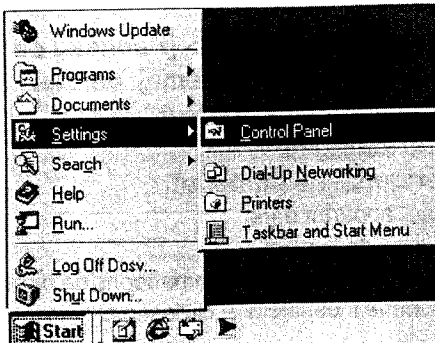 Windows Update
Programs
Documents
Settings
Search
Help
Run...
Log Off Dosv...
Shut Down...
Start
Control Panel
Dial-Up Networking
Printers
Taskbar and Start Menu